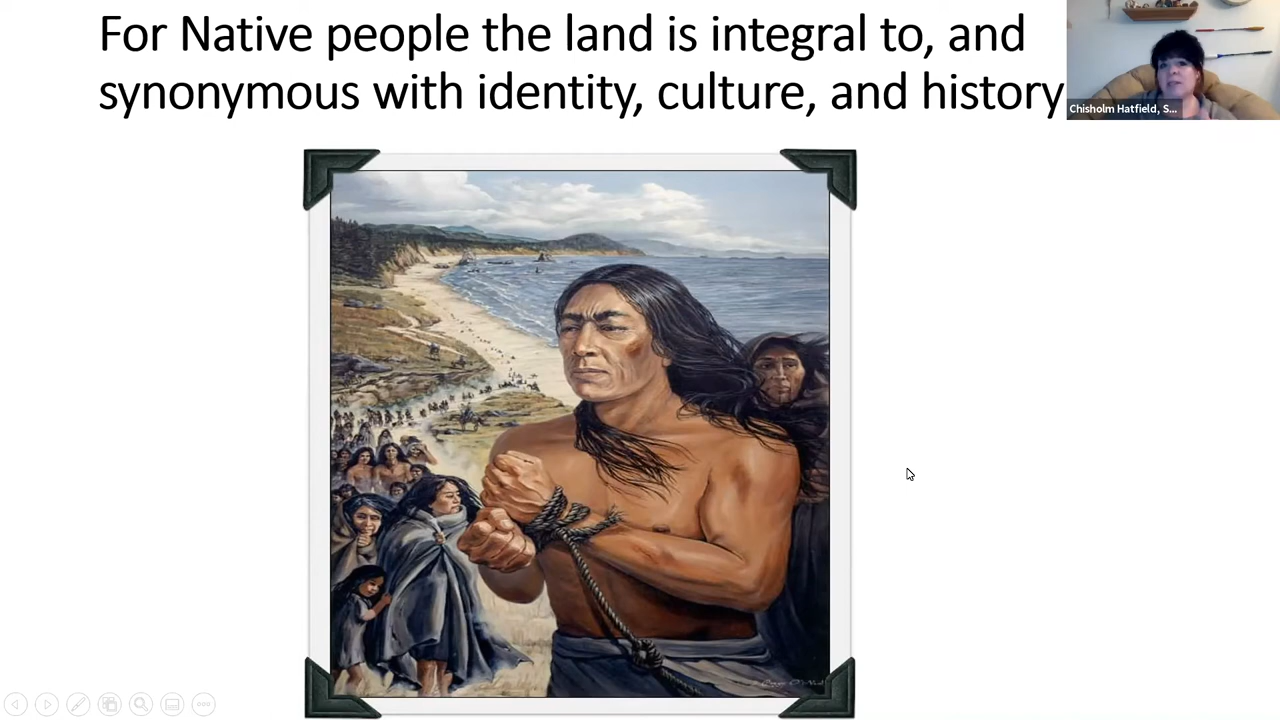 For Native people the land is integral to, and
synonymous with identity, culture, and history
Chisholm Hatfield, S...